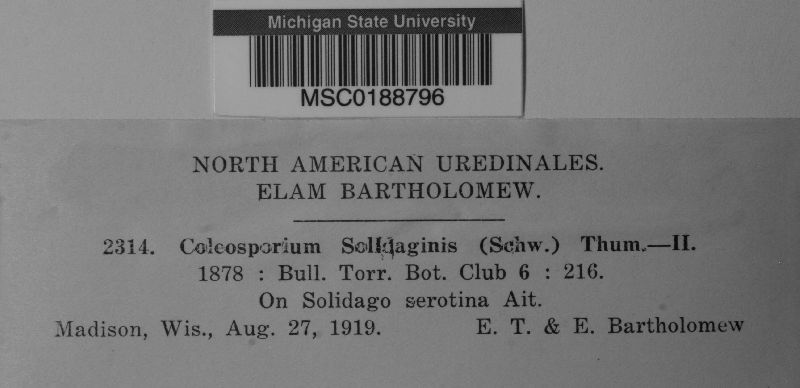 Michigan State University
MSC0188796
NORTH AMERICAN UREDINALES.
ELAM BARTHOLOMEW.
2314. Coleosporium Solidaginis (Schw.) Thum.—II.
1878 : Bull. Torr. Bot. Club 6 : 216.
On Solidago serotina Ait.
Madison, Wis., Aug. 27, 1919. E. T. & E. Bartholomew